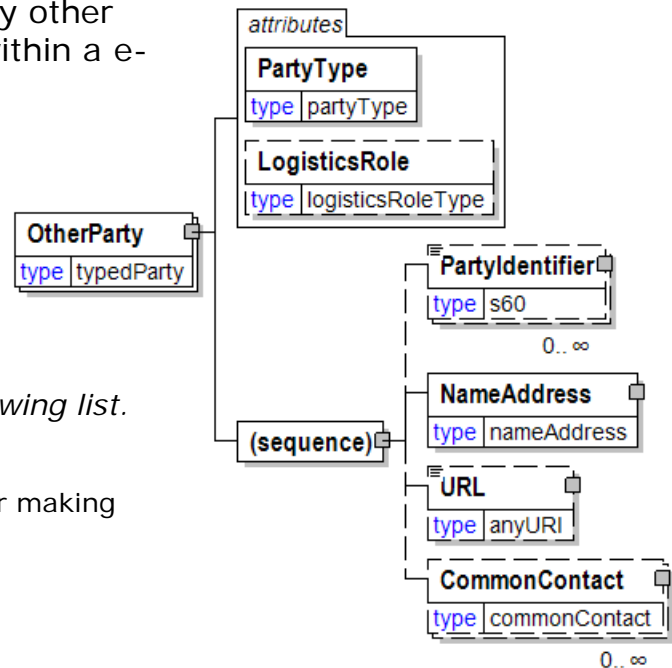 y other
ithin a e-
wing list.
r making
attributes
PartyType
type partyType
LogisticsRole
type logisticsRoleType
OtherParty
type typedParty
(sequence)
PartyIdentifier
type s60
0.. ∞
NameAddress
type nameAddress
URL
type anyURI
CommonContact
type commonContact
0.. ∞